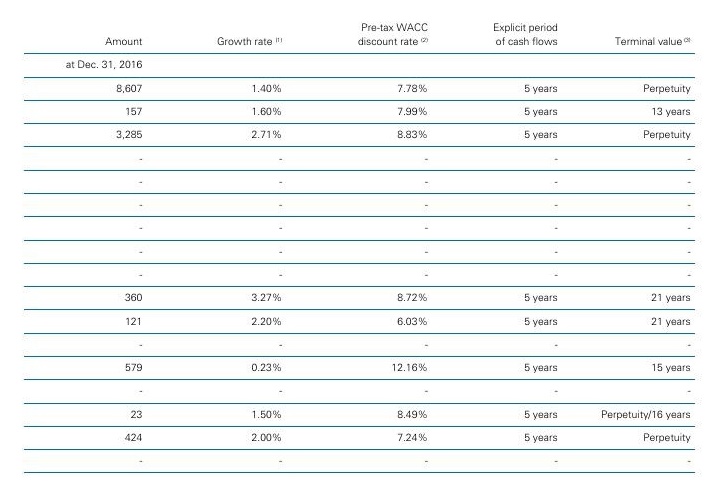 Pre-tax WACC Explicit period
Amount Growth rate (1) discount rate (2) of cash flows Terminal value (3)
at Dec. 31, 2016
8,607 1.40% 7.78% 5 years Perpetuity
157 1.60% 7.99% 5 years 13 years
3,285 2.71% 8.83% 5 years Perpetuity
- - - - -
- - - - -
- - - - -
- - - - -
- - - - -
- - - - -
360 3.27% 8.72% 5 years 21 years
121 2.20% 6.03% 5 years 21 years
- - - - -
579 0.23% 12.16% 5 years 15 years
- - - - -
23 1.50% 8.49% 5 years Perpetuity/16 years
424 2.00% 7.24% 5 years Perpetuity
- - - - -